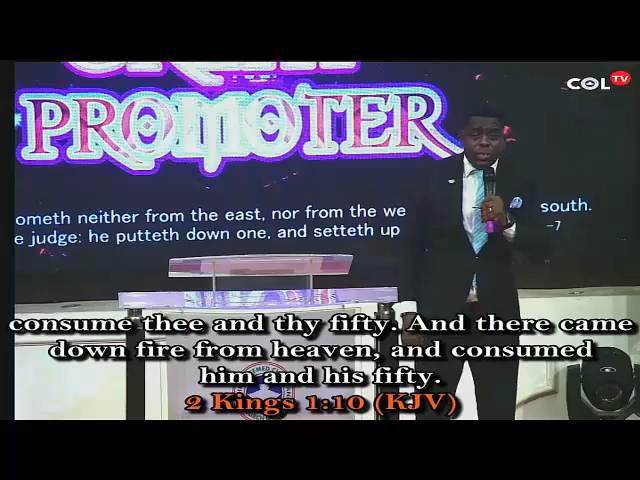 GREAT
PROMOTER
COL TV
ometh neither from the east, nor from the we south.
e judge: he putteth down one, and setteth up -7
consume thee and thy fifty. And there came
down fire from heaven, and consumed
him and his fifty.
2 Kings 1:10 (KJV)